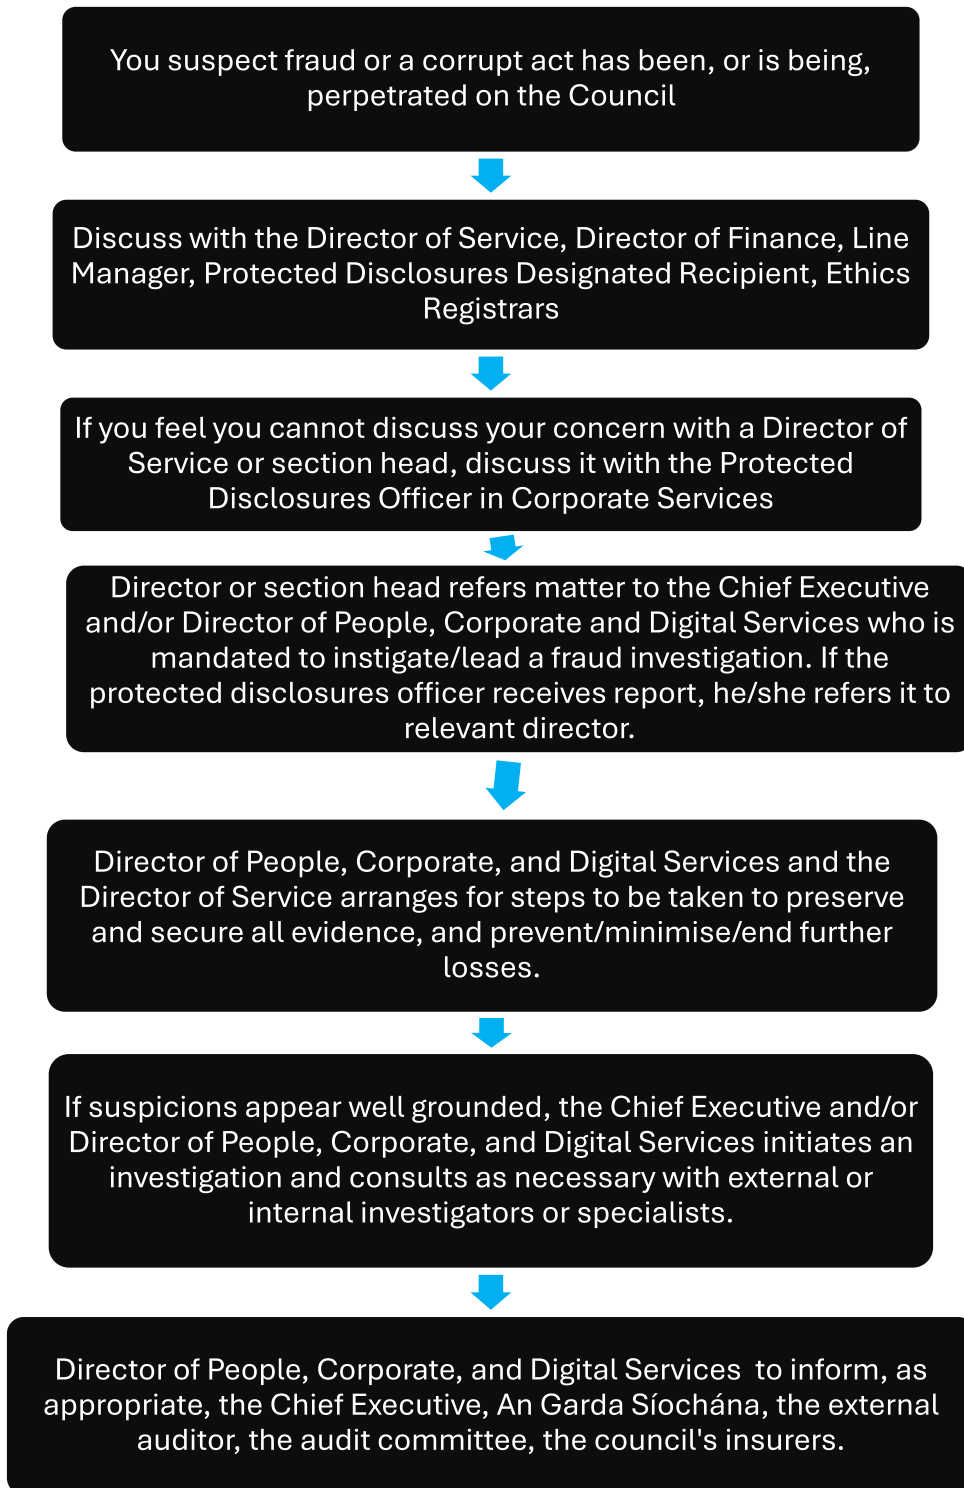 You suspect fraud or a corrupt act has been, or is being,
perpetrated on the Council
Discuss with the Director of Service, Director of Finance, Line
Manager, Protected Disclosures Designated Recipient, Ethics
Registrars
If you feel you cannot discuss your concern with a Director of
Service or section head, discuss it with the Protected
Disclosures Officer in Corporate Services
Director or section head refers matter to the Chief Executive
and/or Director of People, Corporate and Digital Services who is
mandated to instigate/lead a fraud investigation. If the
protected disclosures officer receives report, he/she refers it to
relevant director.
Director of People, Corporate, and Digital Services and the
Director of Service arranges for steps to be taken to preserve
and secure all evidence, and prevent/minimise/end further
losses.
If suspicions appear well grounded, the Chief Executive and/or
Director of People, Corporate, and Digital Services initiates an
investigation and consults as necessary with external or
internal investigators or specialists.
Director of People, Corporate, and Digital Services  to inform, as
appropriate, the Chief Executive, An Garda Síochána, the external
auditor, the audit committee, the council's insurers.